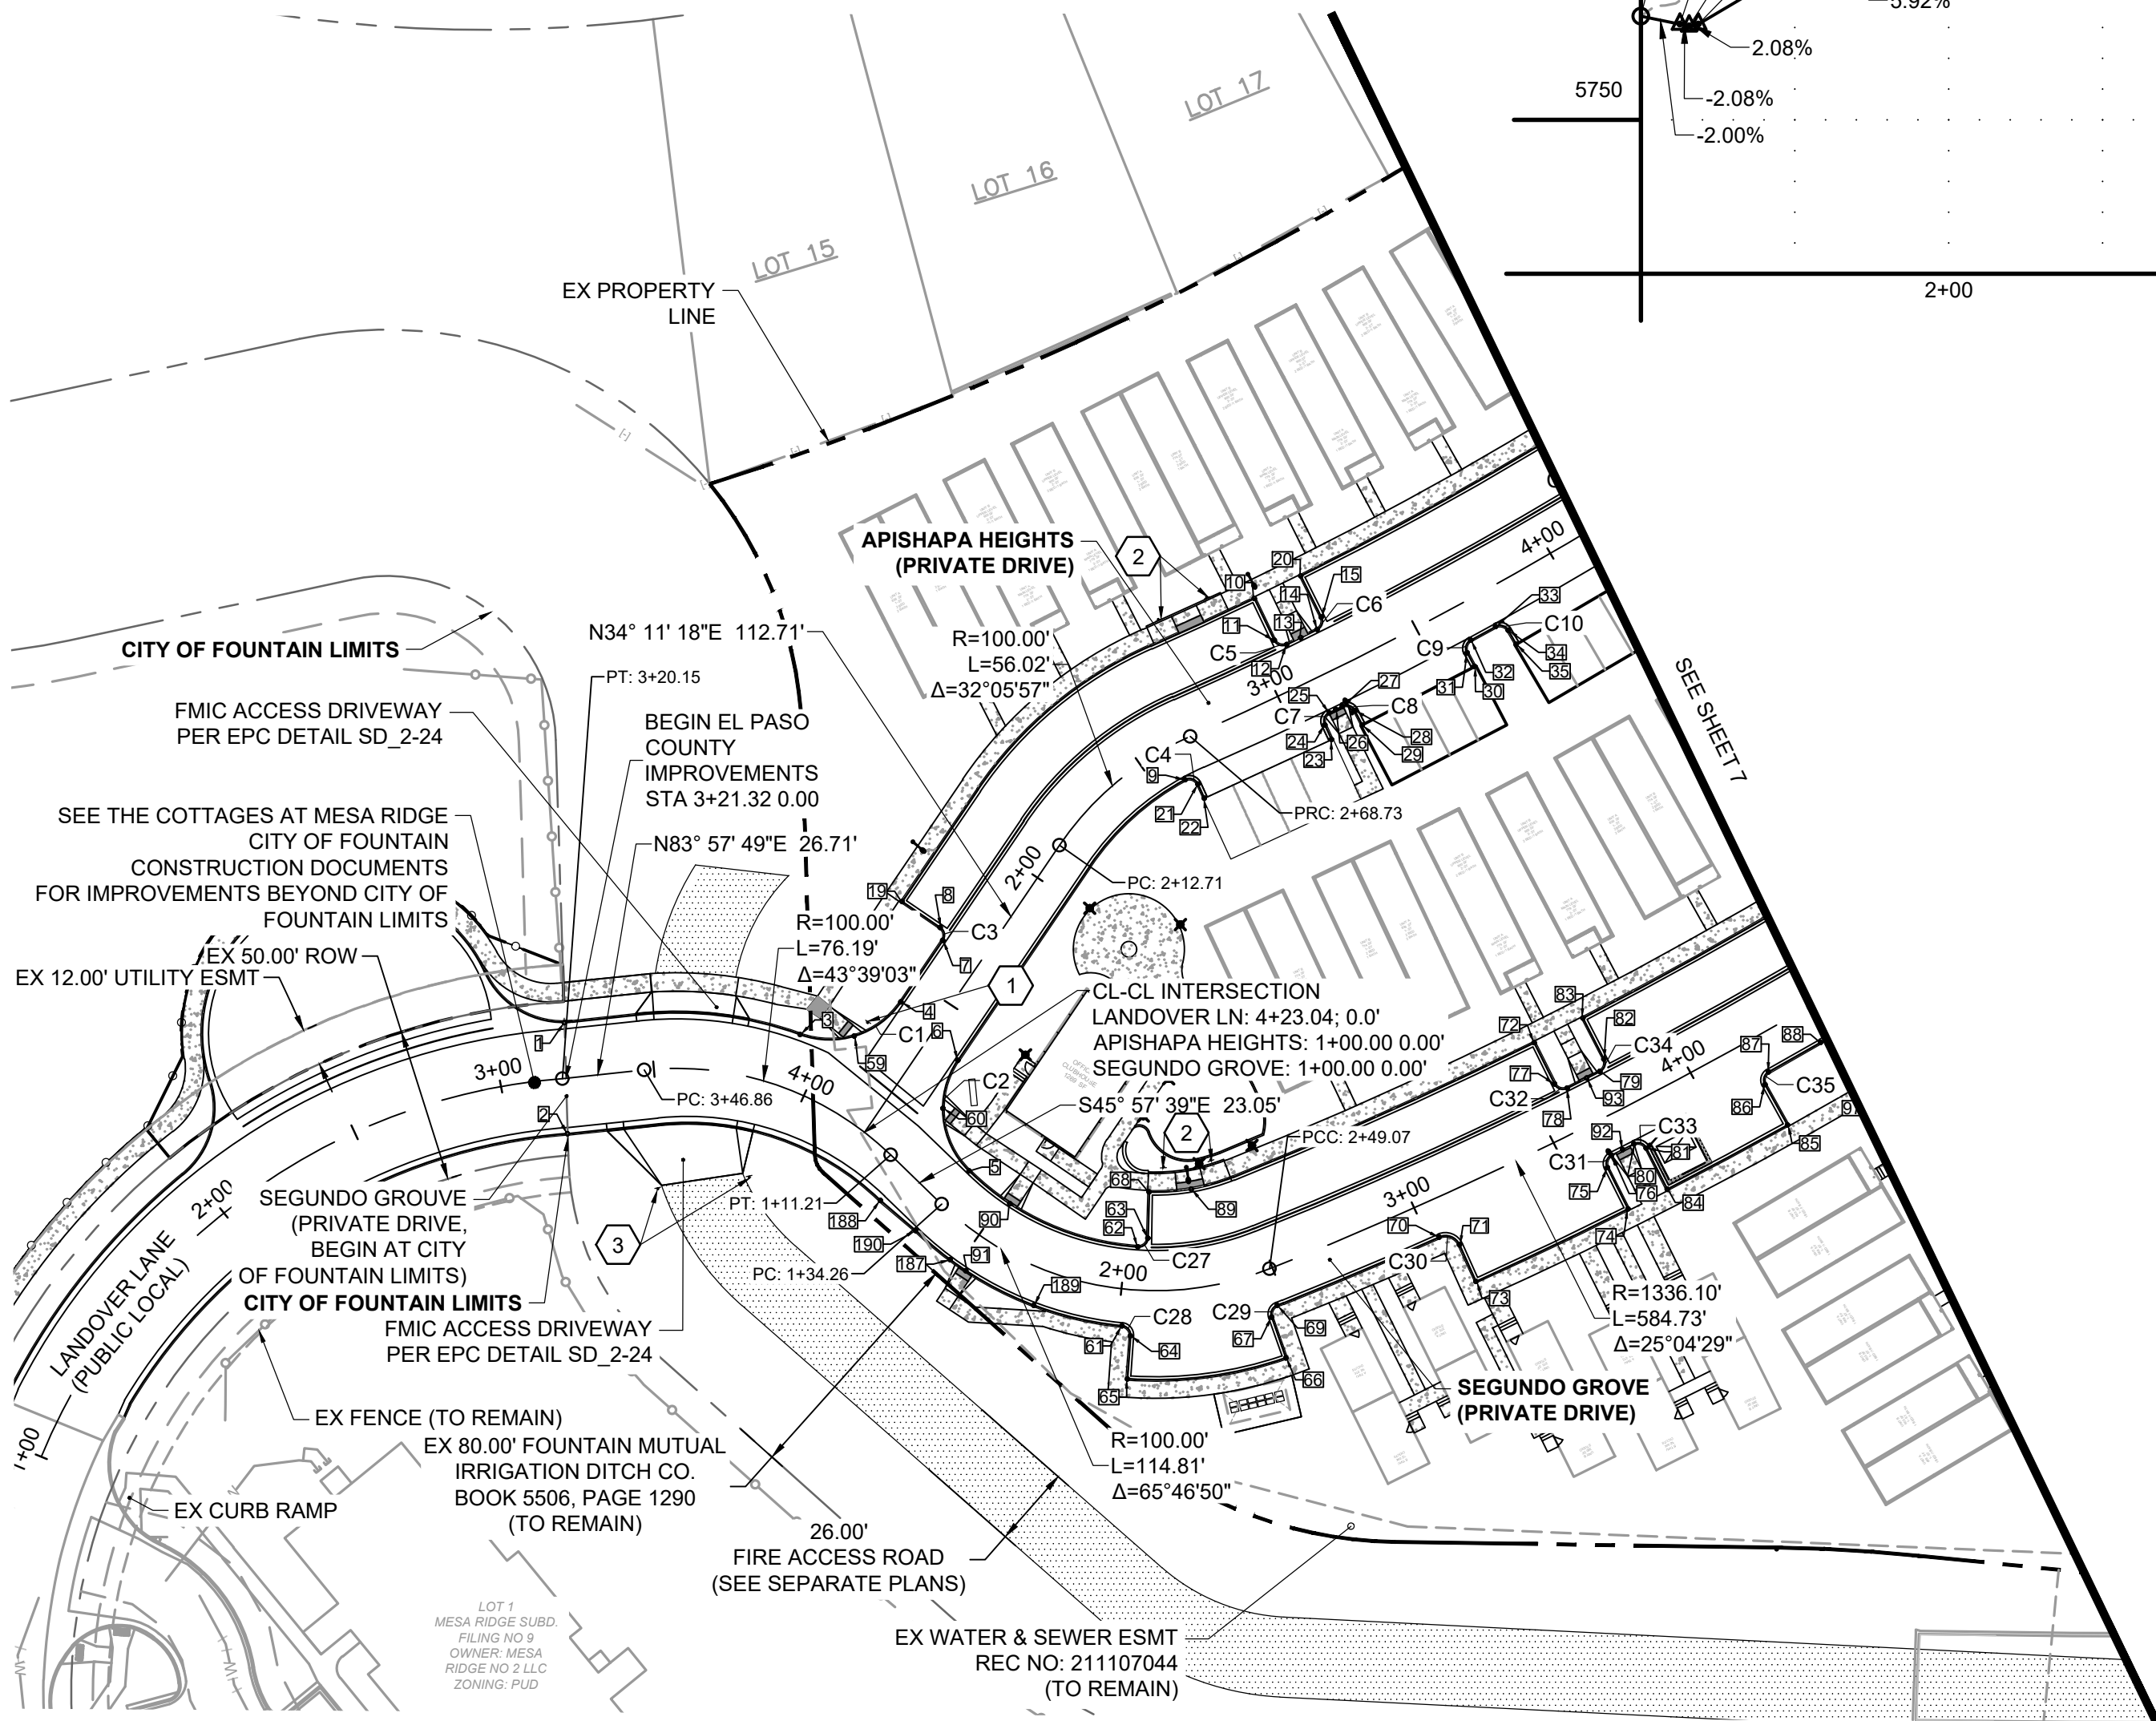 5.92%
2.08%
5750
-2.08%
-2.00%
2+00
LOT 17
LOT 16
LOT 15
EX PROPERTY
LINE
APISHAPA HEIGHTS
(PRIVATE DRIVE)
2
4+00
20
10
15
14
C6
13
11
C5
12
33
C10
C9
34
35
32
31
30
CITY OF FOUNTAIN LIMITS
N34° 11' 18"E 112.71'
R=100.00'
L=56.02'
Δ=32°05'57"
3+00
25
27
C7
C8
24
26
28
23
29
SEE SHEET 7
PT: 3+20.15
FMIC ACCESS DRIVEWAY
PER EPC DETAIL SD_2-24
BEGIN EL PASO
COUNTY
IMPROVEMENTS
STA 3+21.32 0.00
C4
9
21
22
PRC: 2+68.73
SEE THE COTTAGES AT MESA RIDGE
CITY OF FOUNTAIN
CONSTRUCTION DOCUMENTS
FOR IMPROVEMENTS BEYOND CITY OF
FOUNTAIN LIMITS
N83° 57' 49"E 26.71'
2+00
PC: 2+12.71
19
8
R=100.00'
L=76.19'
Δ=43°39'03"
C3
7
EX 50.00' ROW
EX 12.00' UTILITY ESMT
1
CL-CL INTERSECTION
LANDOVER LN: 4+23.04; 0.0'
APISHAPA HEIGHTS: 1+00.00 0.00'
SEGUNDO GROVE: 1+00.00 0.00'
3
4
C1
6
59
1
3+00
4+00
C2
60
2
PC: 3+46.86
OFFICE
CLUBHOUSE
S45° 57' 39"E 23.05'
2
PCC: 2+49.07
83
72
82
C34
77
C32
78
79
93
4+00
87
88
C35
86
97
85
92
C33
81
C31
80
75
76
84
74
5
68
63
62
89
90
C27
3+00
70
71
C30
2+00
SEGUNDO GROUVE
(PRIVATE DRIVE,
BEGIN AT CITY
OF FOUNTAIN LIMITS)
PT: 1+11.21
188
190
187
91
PC: 1+34.26
189
2+00
3
CITY OF FOUNTAIN LIMITS
FMIC ACCESS DRIVEWAY
PER EPC DETAIL SD_2-24
LANDOVER LANE
(PUBLIC LOCAL)
C28
61
64
65
C29
69
67
66
73
R=1336.10'
L=584.73'
Δ=25°04'29"
SEGUNDO GROVE
(PRIVATE DRIVE)
1+00
EX FENCE (TO REMAIN)
EX 80.00' FOUNTAIN MUTUAL
IRRIGATION DITCH CO.
BOOK 5506, PAGE 1290
(TO REMAIN)
R=100.00'
L=114.81'
Δ=65°46'50"
EX CURB RAMP
26.00'
FIRE ACCESS ROAD
(SEE SEPARATE PLANS)
LOT 1
MESA RIDGE SUBD.
FILING NO 9
OWNER: MESA
RIDGE NO 2 LLC
ZONING: PUD
EX WATER & SEWER ESMT
REC NO: 211107044
(TO REMAIN)